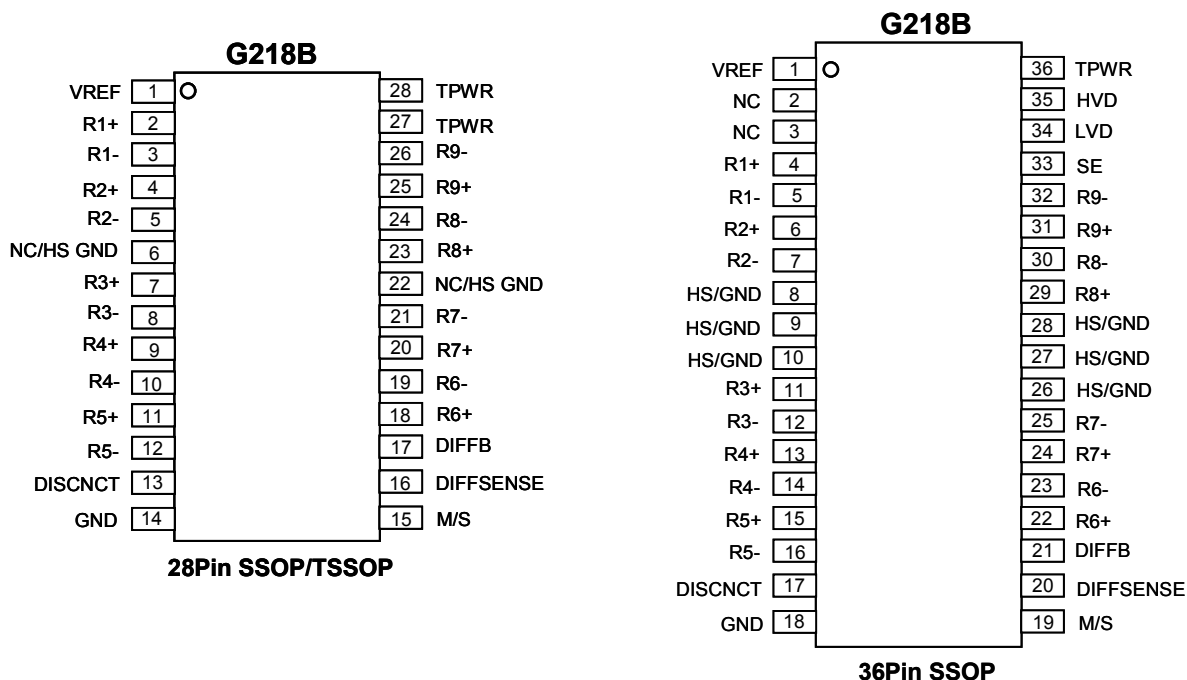 G218B
VREF 1 28 TPWR
R1+ 2 27 TPWR
R1- 3 26 R9-
R2+ 4 25 R9+
R2- 5 24 R8-
NC/HS GND 6 23 R8+
R3+ 7 22 NC/HS GND
R3- 8 21 R7-
R4+ 9 20 R7+
R4- 10 19 R6-
R5+ 11 18 R6+
R5- 12 17 DIFFB
DISCNCT 13 16 DIFFSENSE
GND 14 15 M/S
28Pin SSOP/TSSOP
G218B
VREF 1 36 TPWR
NC 2 35 HVD
NC 3 34 LVD
R1+ 4 33 SE
R1- 5 32 R9-
R2+ 6 31 R9+
R2- 7 30 R8-
HS/GND 8 29 R8+
HS/GND 9 28 HS/GND
HS/GND 10 27 HS/GND
R3+ 11 26 HS/GND
R3- 12 25 R7-
R4+ 13 24 R7+
R4- 14 23 R6-
R5+ 15 22 R6+
R5- 16 21 DIFFB
DISCNCT 17 20 DIFFSENSE
GND 18 19 M/S
36Pin SSOP